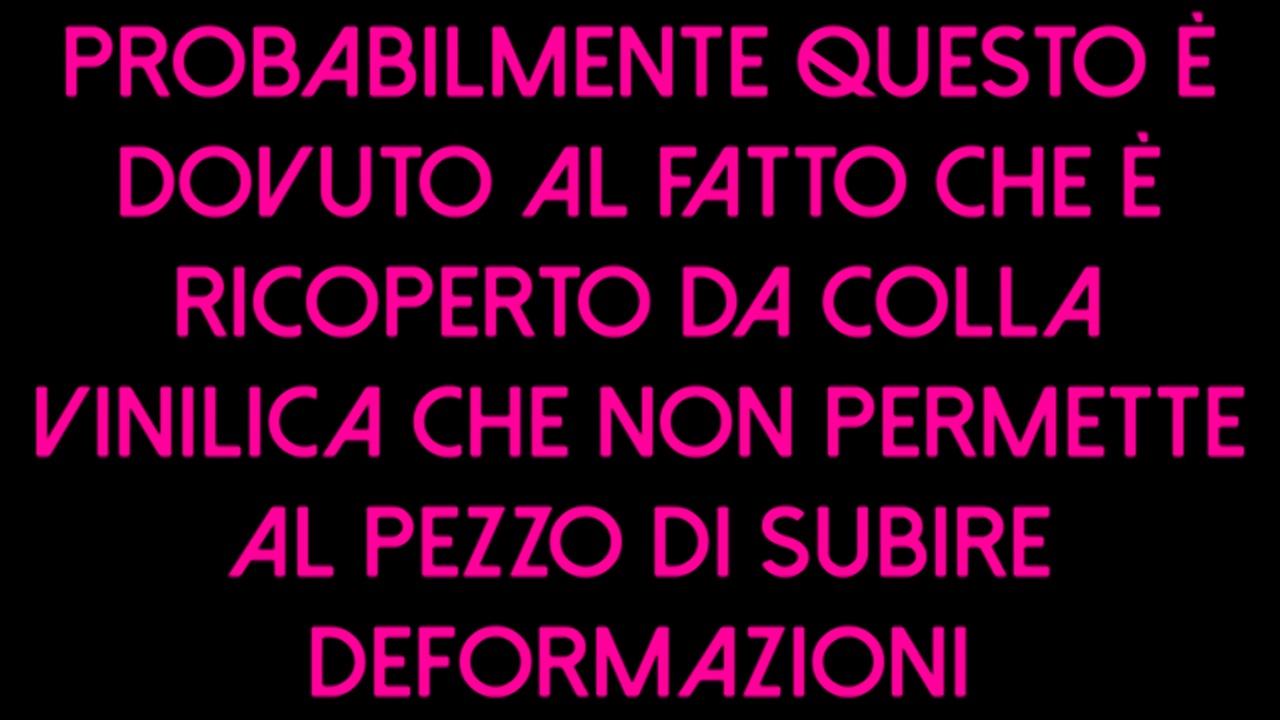 PROBABILMENTE QUESTO È
DOVUTO AL FATTO CHE È
RICOPERTO DA COLLA
VINILICA CHE NON PERMETTE
AL PEZZO DI SUBIRE
DEFORMAZIONI